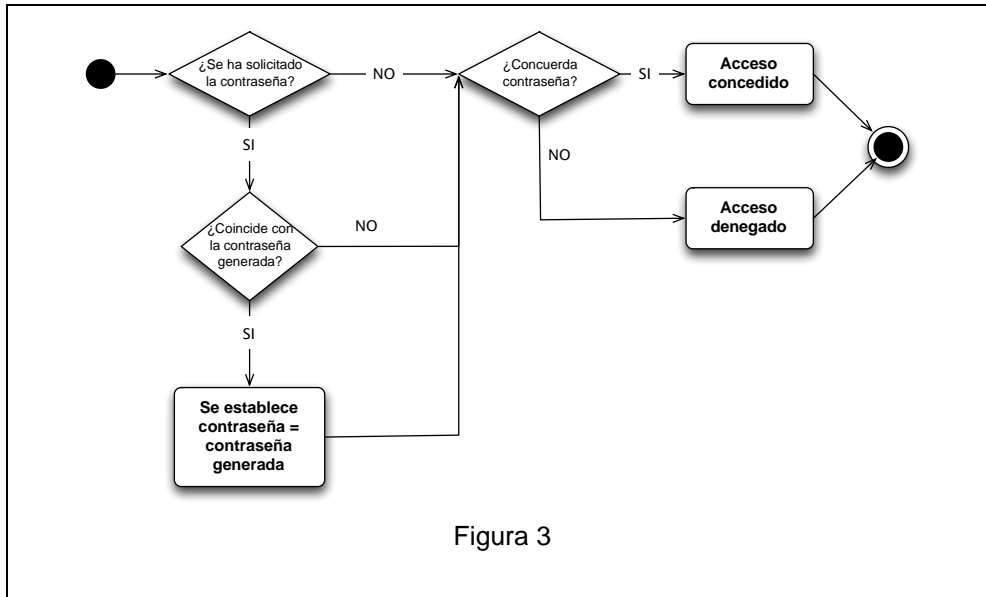 ¿Se ha solicitado
la contraseña?
NO
¿Concuerda
contraseña?
SI
Acceso
concedido
SI
NO
¿Coincide con
la contraseña
generada?
NO
Acceso
denegado
SI
Se establece
contraseña =
contraseña
generada
Figura 3